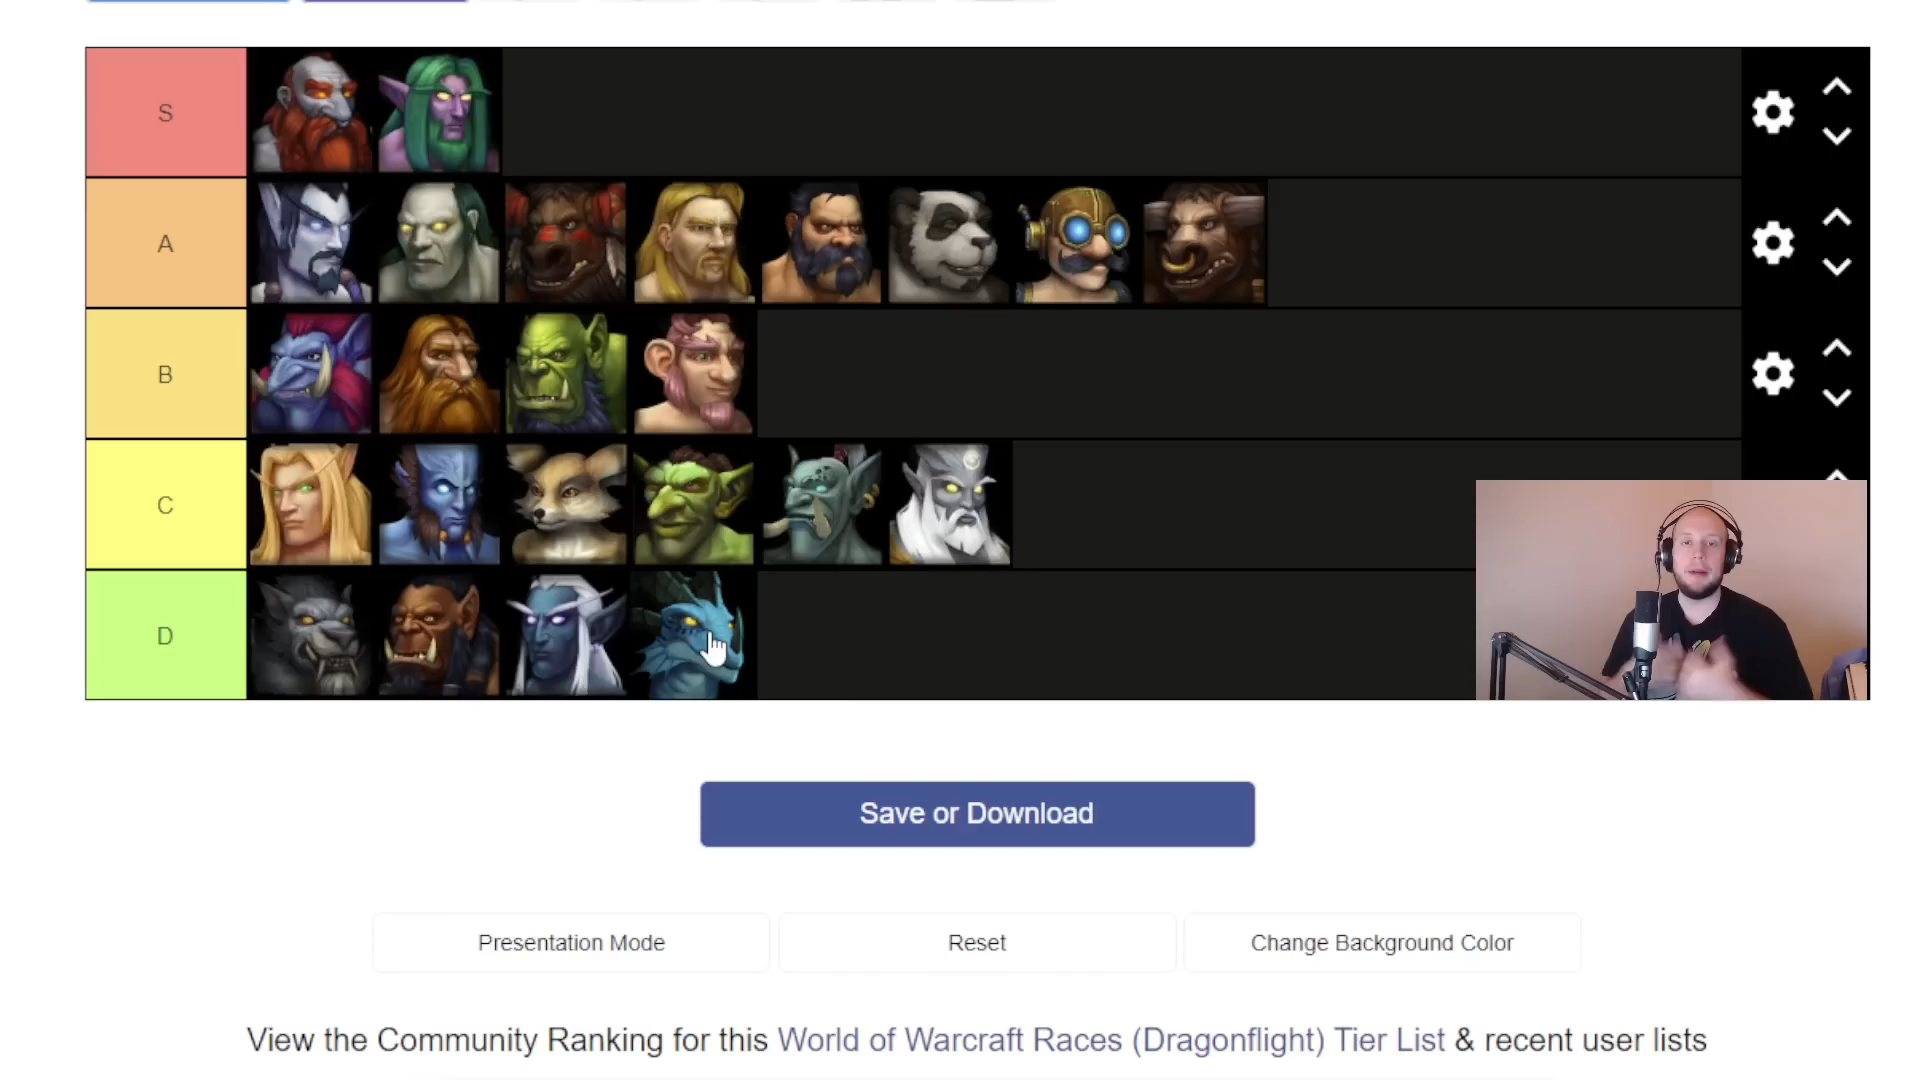 S
A
B
C
D
Save or Download
Presentation Mode
Reset
Change Background Color
View the Community Ranking for this World of Warcraft Races (Dragonflight) Tier List & recent user lists